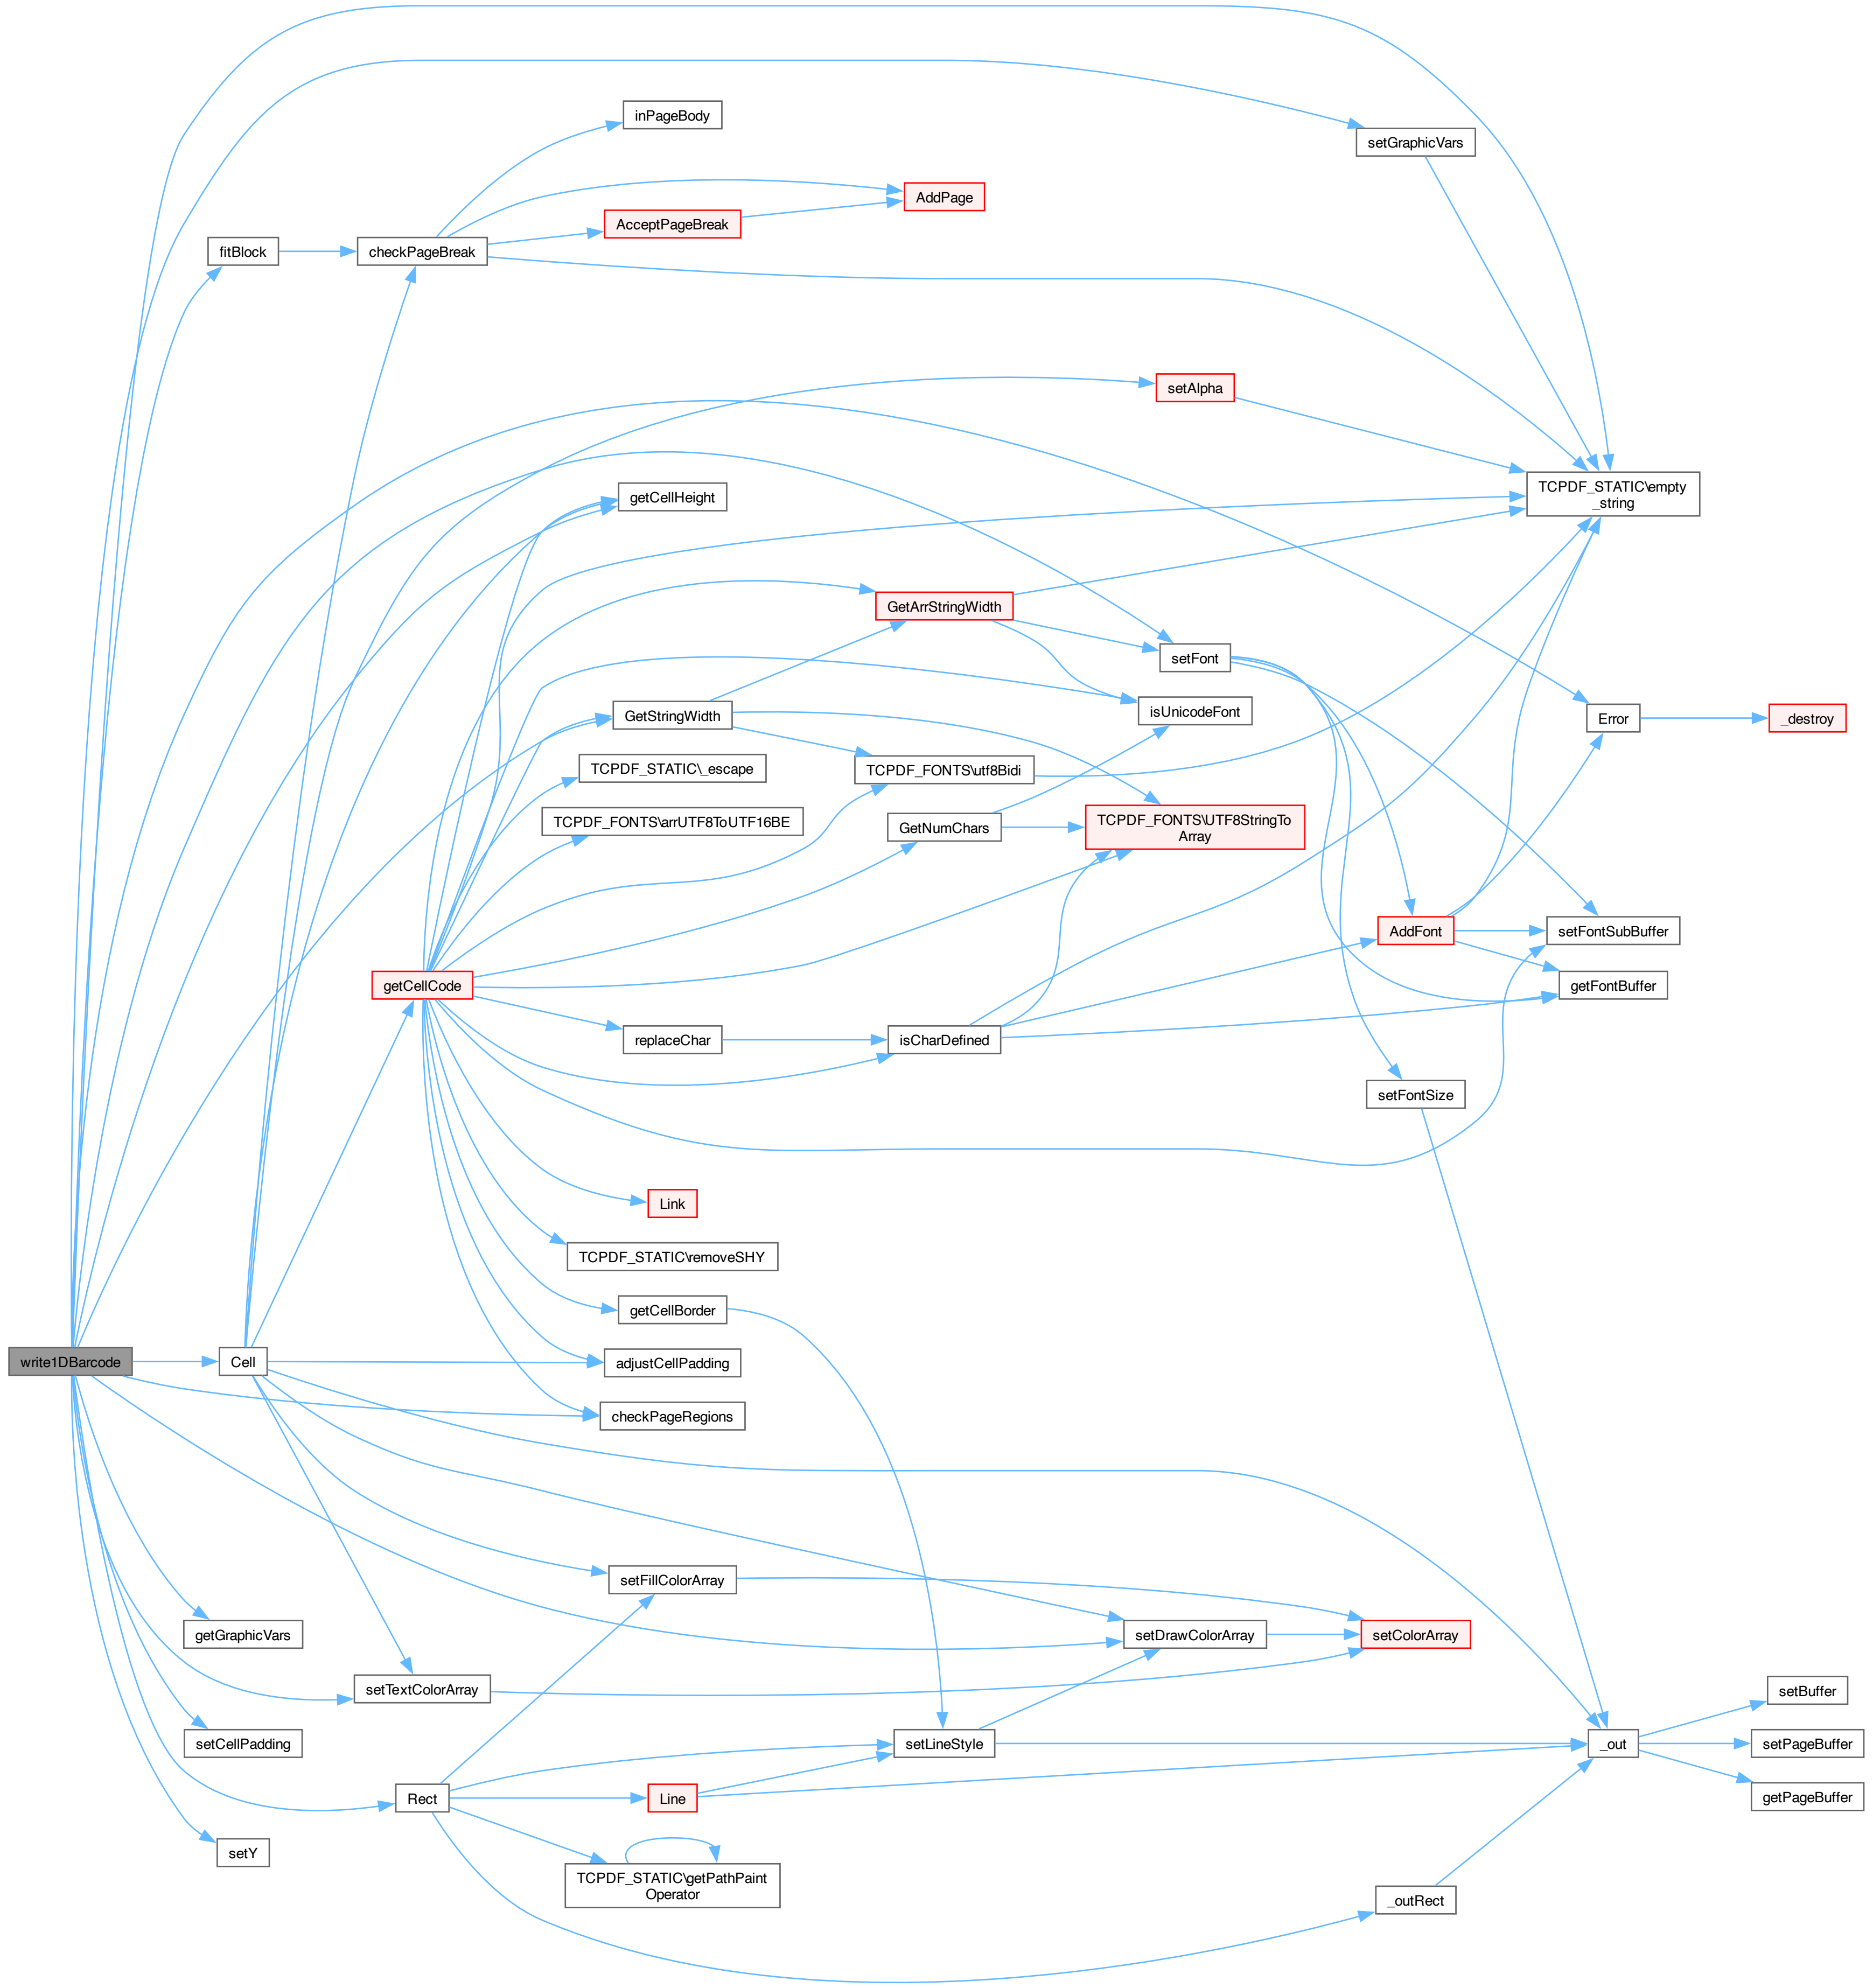 inPageBody
setGraphicVars
AddPage
AcceptPageBreak
fitBlock
checkPageBreak
setAlpha
getCellHeight
TCPDF_STATIC\empty
_string
GetArrStringWidth
setFont
isUnicodeFont
GetStringWidth
Error
_destroy
TCPDF_STATIC\_escape
TCPDF_FONTS\utf8Bidi
TCPDF_FONTS\arrUTF8ToUTF16BE
GetNumChars
TCPDF_FONTS\UTF8StringTo
Array
AddFont
setFontSubBuffer
getCellCode
getFontBuffer
replaceChar
isCharDefined
setFontSize
Link
TCPDF_STATIC\removeSHY
getCellBorder
write1DBarcode
Cell
adjustCellPadding
checkPageRegions
setFillColorArray
getGraphicVars
setDrawColorArray
setColorArray
setTextColorArray
setBuffer
setCellPadding
setLineStyle
_out
setPageBuffer
Rect
Line
getPageBuffer
setY
TCPDF_STATIC\getPathPaint
Operator
_outRect